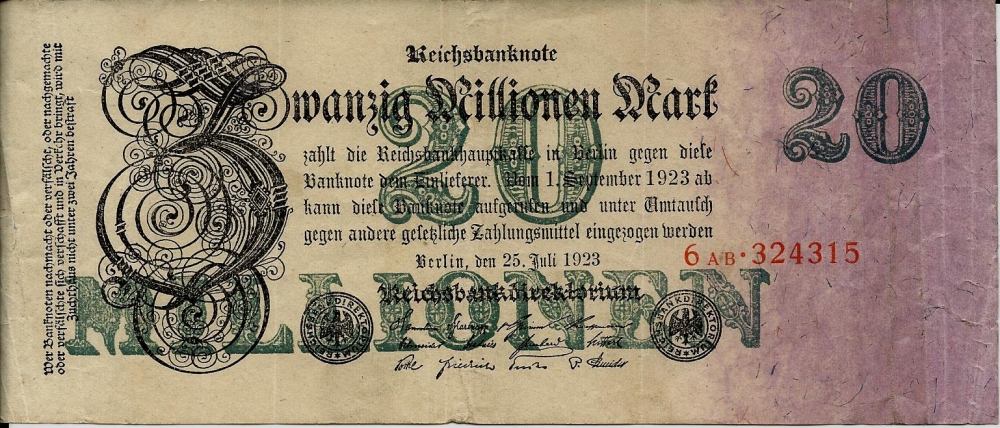 Reichsbanknote
Zwanzig Millionen Mark
20
20
zahlt die Reichsbankhauptkasse in Berlin gegen diese
Banknote dem Einlieferer. Vom 1. September 1923 ab
kann diese Banknote aufgerufen und unter Umtausch
gegen andere gesetzliche Zahlungsmittel eingezogen werden
Berlin, den 25. Juli 1923
6 AB·324315
MILLIONEN
Reichsbankdirektorium
REICHSBANKDIREKTORIUM
REICHSBANKDIREKTORIUM
Wer Banknoten nachmacht oder verfälscht, oder nachgemachte
oder verfälschte sich verschafft und in Verkehr bringt, wird mit
Zuchthaus nicht unter zwei Jahren bestraft